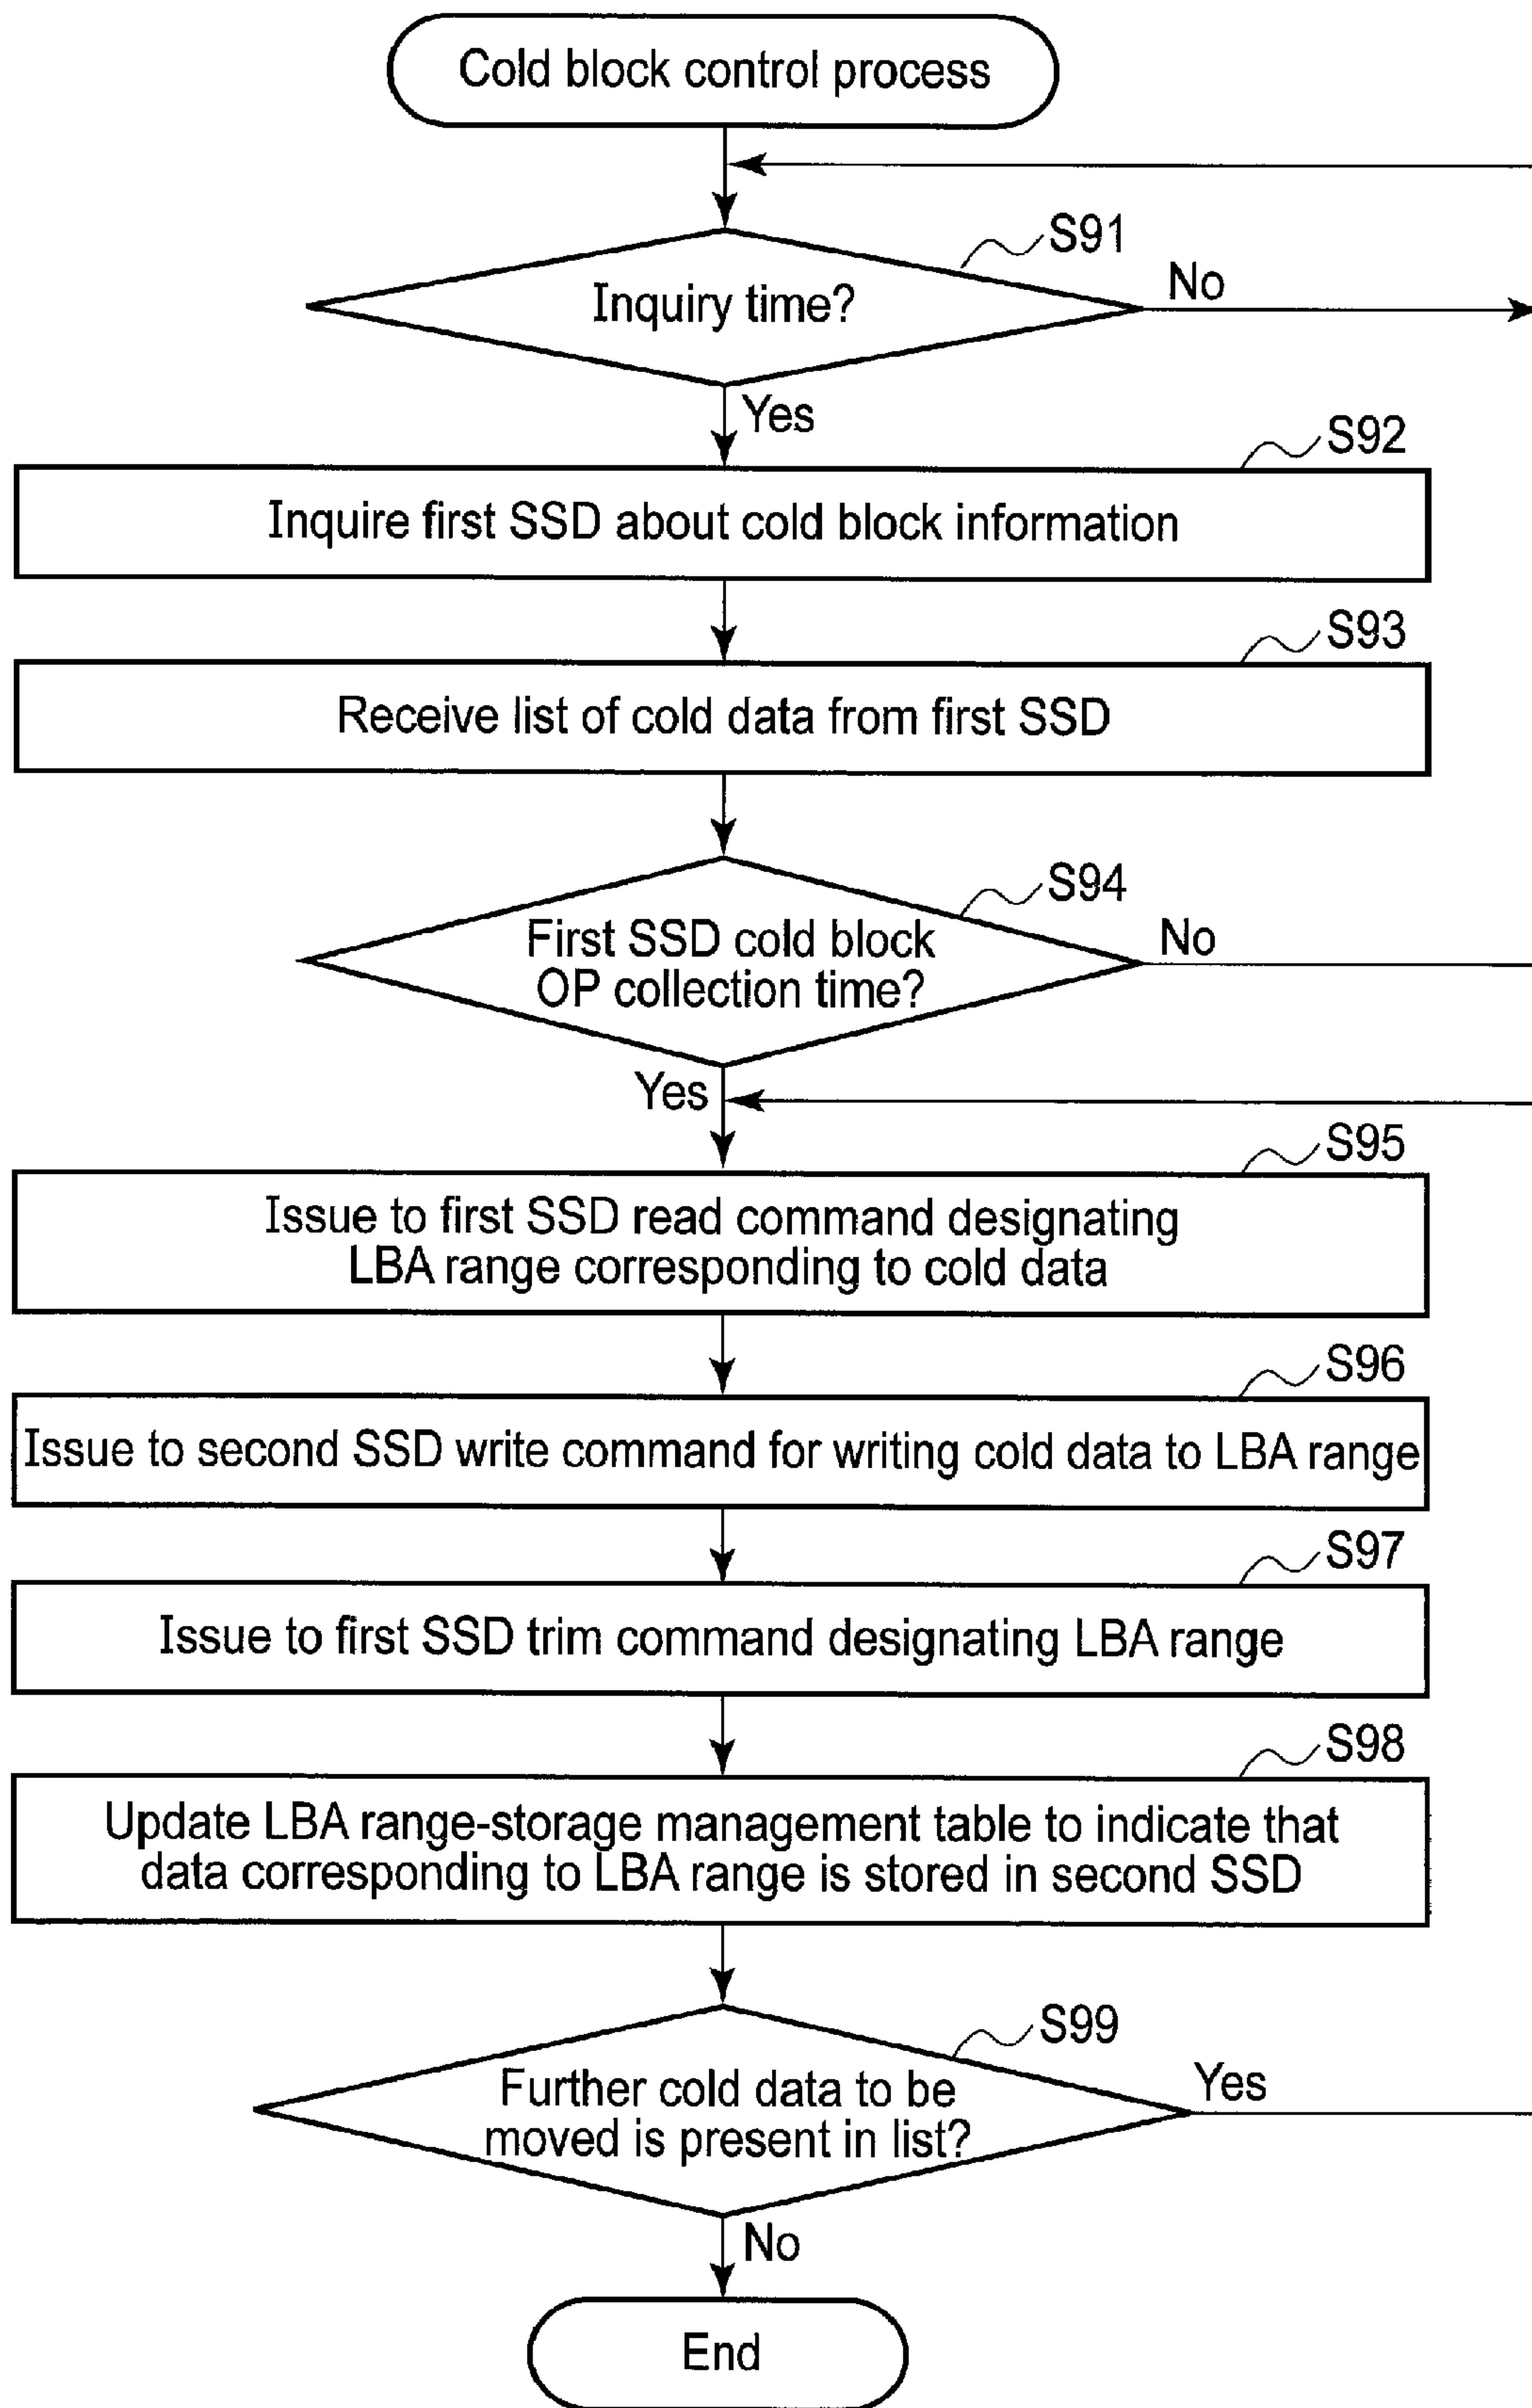 Cold block control process
S91
Inquiry time?
No
Yes
S92
Inquire first SSD about cold block information
S93
Receive list of cold data from first SSD
S94
First SSD cold block
OP collection time?
No
Yes
S95
Issue to first SSD read command designating
LBA range corresponding to cold data
S96
Issue to second SSD write command for writing cold data to LBA range
S97
Issue to first SSD trim command designating LBA range
S98
Update LBA range-storage management table to indicate that
data corresponding to LBA range is stored in second SSD
S99
Further cold data to be
moved is present in list?
Yes
No
End